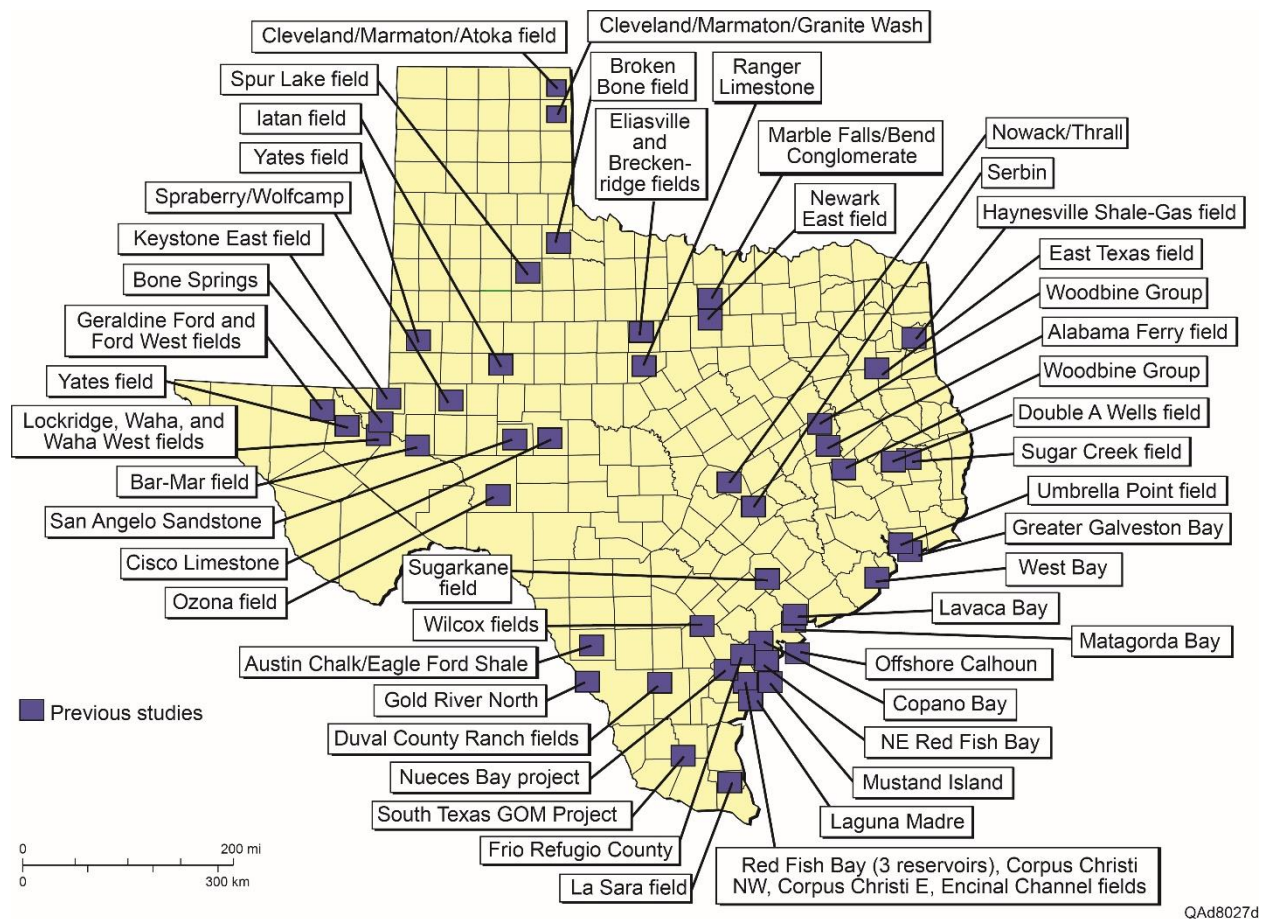 Cleveland/Marmaton/Atoka field
Cleveland/Marmaton/Granite Wash
Spur Lake field
Broken
Bone field
Ranger
Limestone
Iatan field
Eliasville
and
Brecken-
ridge fields
Marble Falls/Bend
Conglomerate
Nowack/Thrall
Yates field
Serbin
Spraberry/Wolfcamp
Newark
East field
Haynesville Shale-Gas field
Keystone East field
East Texas field
Bone Springs
Woodbine Group
Geraldine Ford and
Ford West fields
Alabama Ferry field
Yates field
Woodbine Group
Lockridge, Waha, and
Waha West fields
Double A Wells field
Sugar Creek field
Bar-Mar field
Umbrella Point field
San Angelo Sandstone
Greater Galveston Bay
Cisco Limestone
Sugarkane
field
West Bay
Ozona field
Lavaca Bay
Wilcox fields
Matagorda Bay
Austin Chalk/Eagle Ford Shale
Offshore Calhoun
Gold River North
Copano Bay
Previous studies
Duval County Ranch fields
NE Red Fish Bay
Nueces Bay project
Mustand Island
South Texas GOM Project
Laguna Madre
Frio Refugio County
Red Fish Bay (3 reservoirs), Corpus Christi
NW, Corpus Christi E, Encinal Channel fields
La Sara field
0 200 mi
0 300 km
QAd8027d